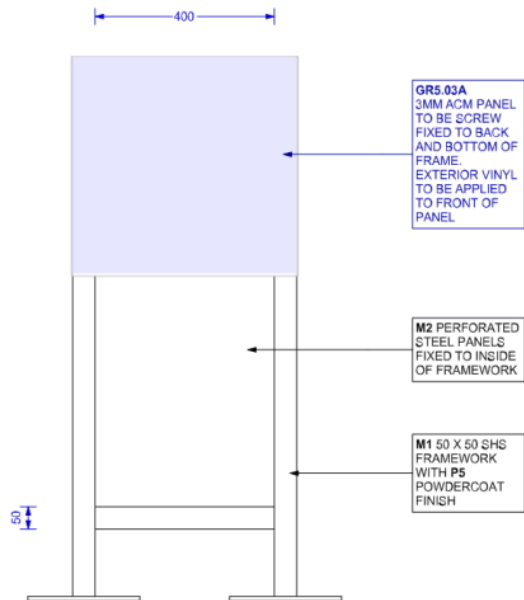 400
GR5.03A
3MM ACM PANEL
TO BE SCREW
FIXED TO BACK
AND BOTTOM OF
FRAME.
EXTERIOR VINYL
TO BE APPLIED
TO FRONT OF
PANEL
M2 PERFORATED
STEEL PANELS
FIXED TO INSIDE
OF FRAMEWORK
M1 50 X 50 SHS
FRAMEWORK
WITH P5
POWDERCOAT
FINISH
50